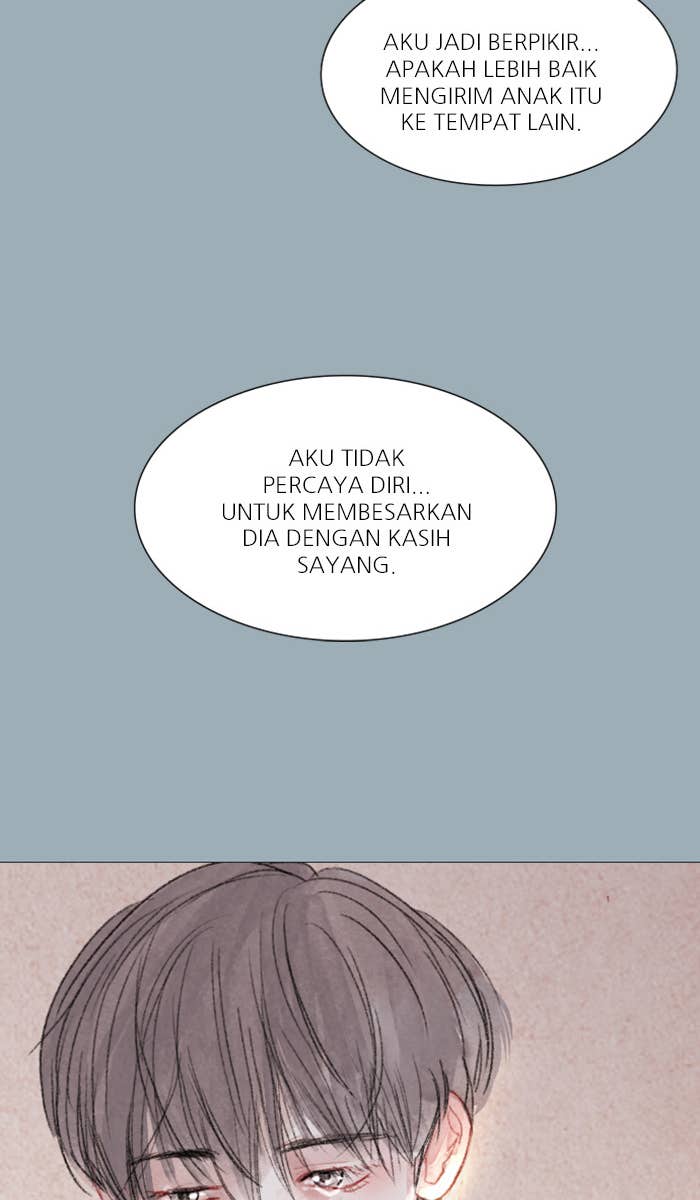 AKU JADI BERPIKIR...
APAKAH LEBIH BAIK
MENGIRIM ANAK ITU
KE TEMPAT LAIN.
AKU TIDAK
PERCAYA DIRI...
UNTUK MEMBESARKAN
DIA DENGAN KASIH
SAYANG.